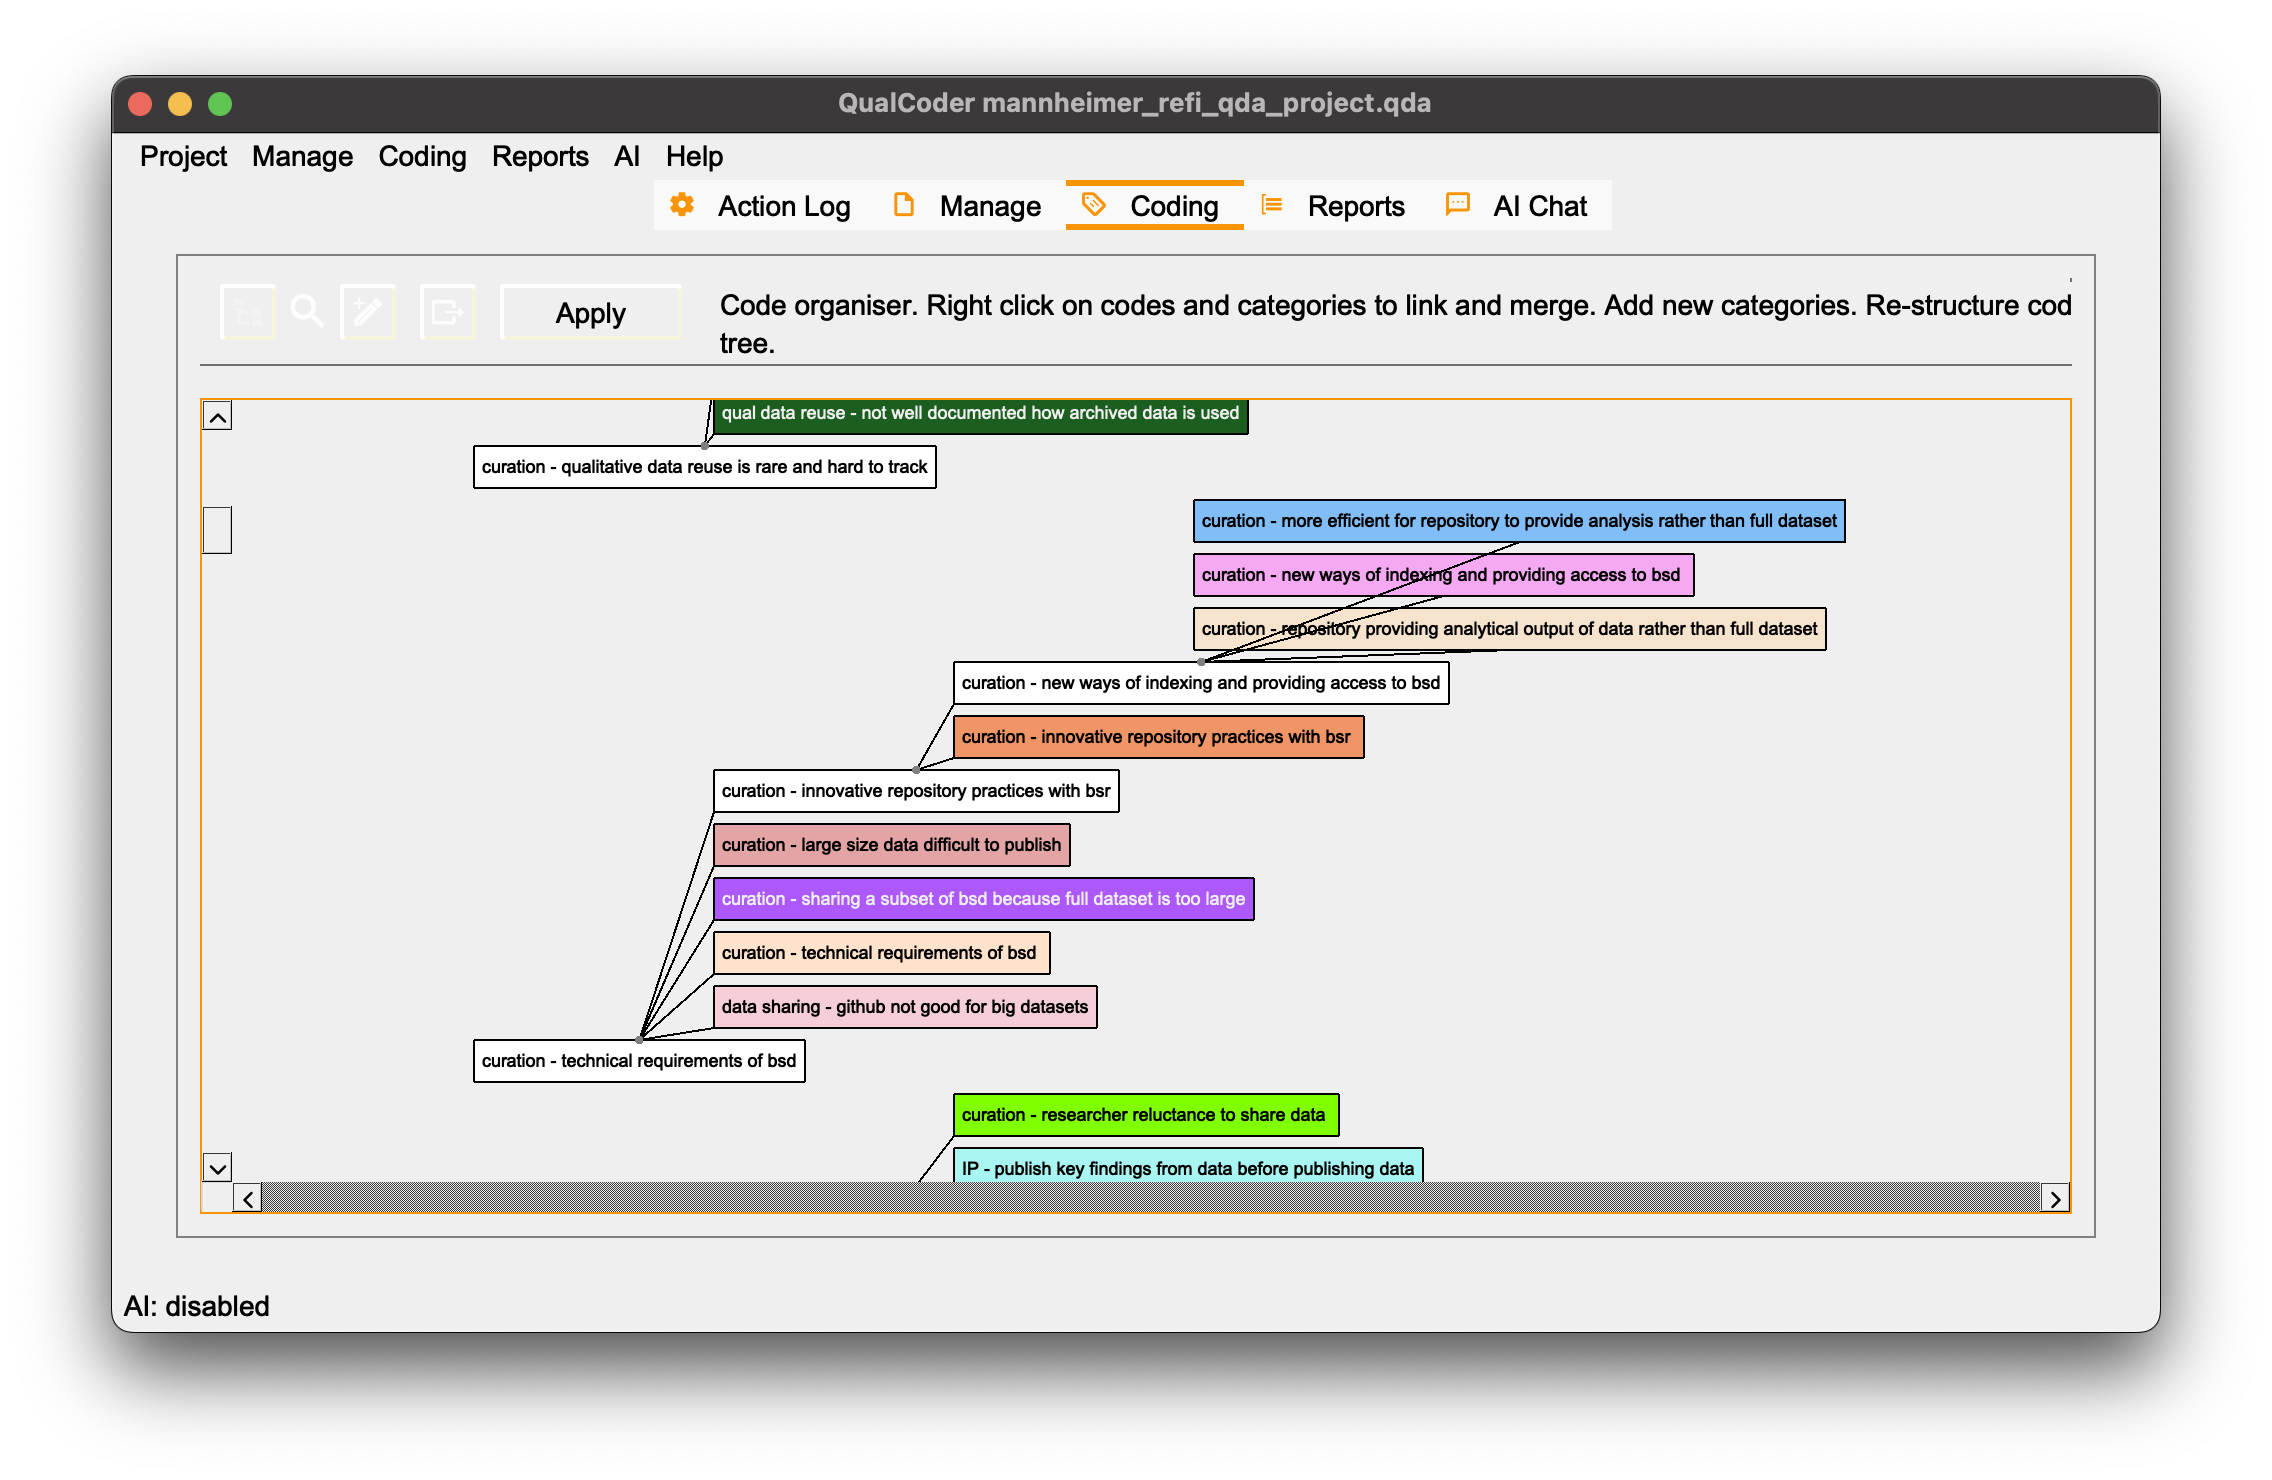 QualCoder mannheimer_refi_qda_project.qda
Project Manage Coding Reports AI Help
Action Log Manage Coding Reports AI Chat
Apply
Code organiser. Right click on codes and categories to link and merge. Add new categories. Re-structure cod
tree.
qual data reuse - not well documented how archived data is used
curation - qualitative data reuse is rare and hard to track
curation - more efficient for repository to provide analysis rather than full dataset
curation - new ways of indexing and providing access to bsd
curation - repository providing analytical output of data rather than full dataset
curation - new ways of indexing and providing access to bsd
curation - innovative repository practices with bsr
curation - innovative repository practices with bsr
curation - large size data difficult to publish
curation - sharing a subset of bsd because full dataset is too large
curation - technical requirements of bsd
data sharing - github not good for big datasets
curation - technical requirements of bsd
curation - researcher reluctance to share data
IP - publish key findings from data before publishing data
AI: disabled